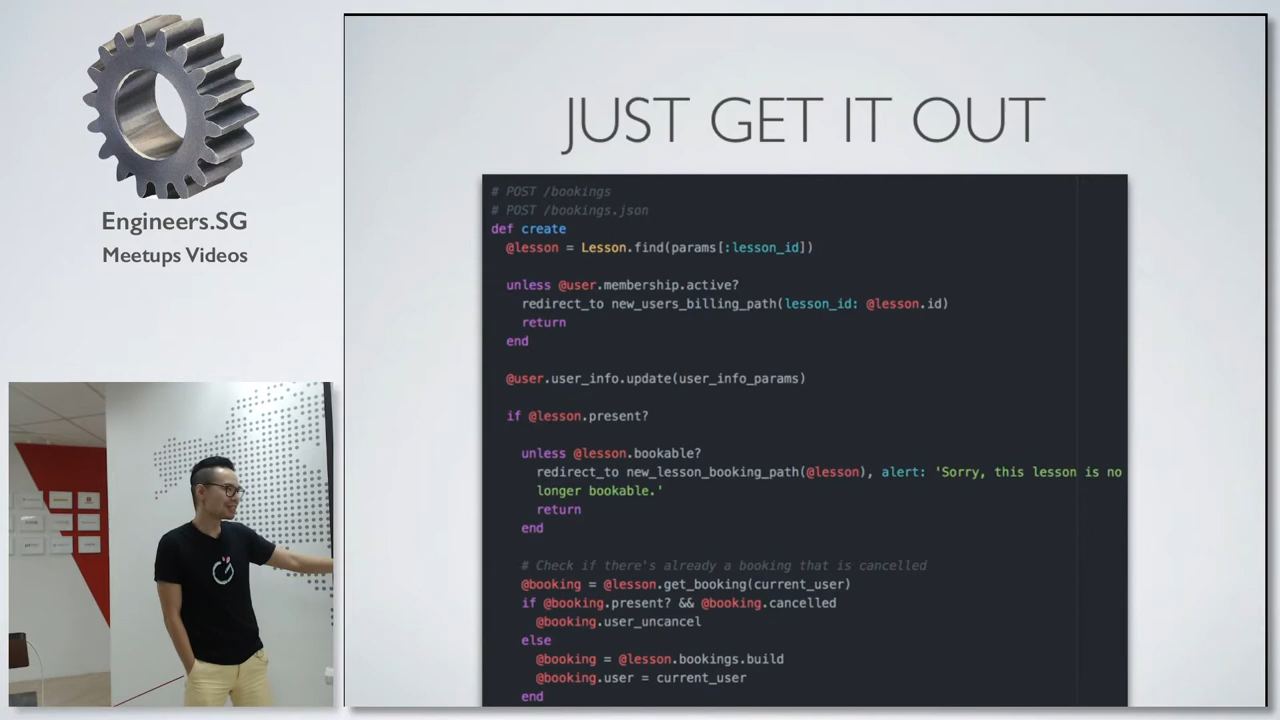 Engineers.SG
Meetups Videos
JUST GET IT OUT
# POST /bookings
# POST /bookings.json
def create
  @lesson = Lesson.find(params[:lesson_id])

  unless @user.membership.active?
    redirect_to new_users_billing_path(lesson_id: @lesson.id)
    return
  end

  @user.user_info.update(user_info_params)

  if @lesson.present?

    unless @lesson.bookable?
      redirect_to new_lesson_booking_path(@lesson), alert: 'Sorry, this lesson is no
      longer bookable.'
      return
    end

    # Check if there's already a booking that is cancelled
    @booking = @lesson.get_booking(current_user)
    if @booking.present? && @booking.cancelled
      @booking.user_uncancel
    else
      @booking = @lesson.bookings.build
      @booking.user = current_user
    end